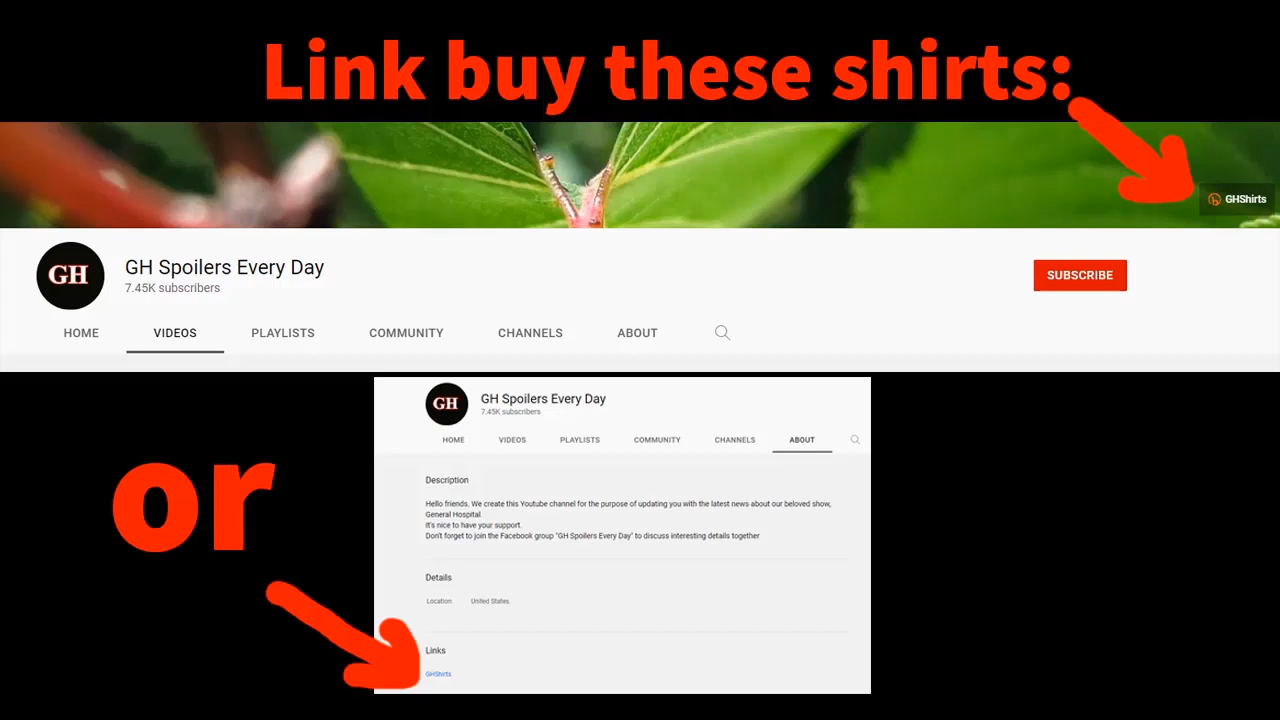 Link buy these shirts:
GHShirts
GH
GH Spoilers Every Day
7.45K subscribers
SUBSCRIBE
HOME VIDEOS PLAYLISTS COMMUNITY CHANNELS ABOUT
or
GH
GH Spoilers Every Day
7.45K subscribers
HOME VIDEOS PLAYLISTS COMMUNITY CHANNELS ABOUT
Description
Hello friends. We create this Youtube channel for the purpose of updating you with the latest news about our beloved show,
General Hospital.
It's nice to have your support.
Don't forget to join the Facebook group "GH Spoilers Every Day" to discuss interesting details together
Details
Location United States
Links
GHShirts